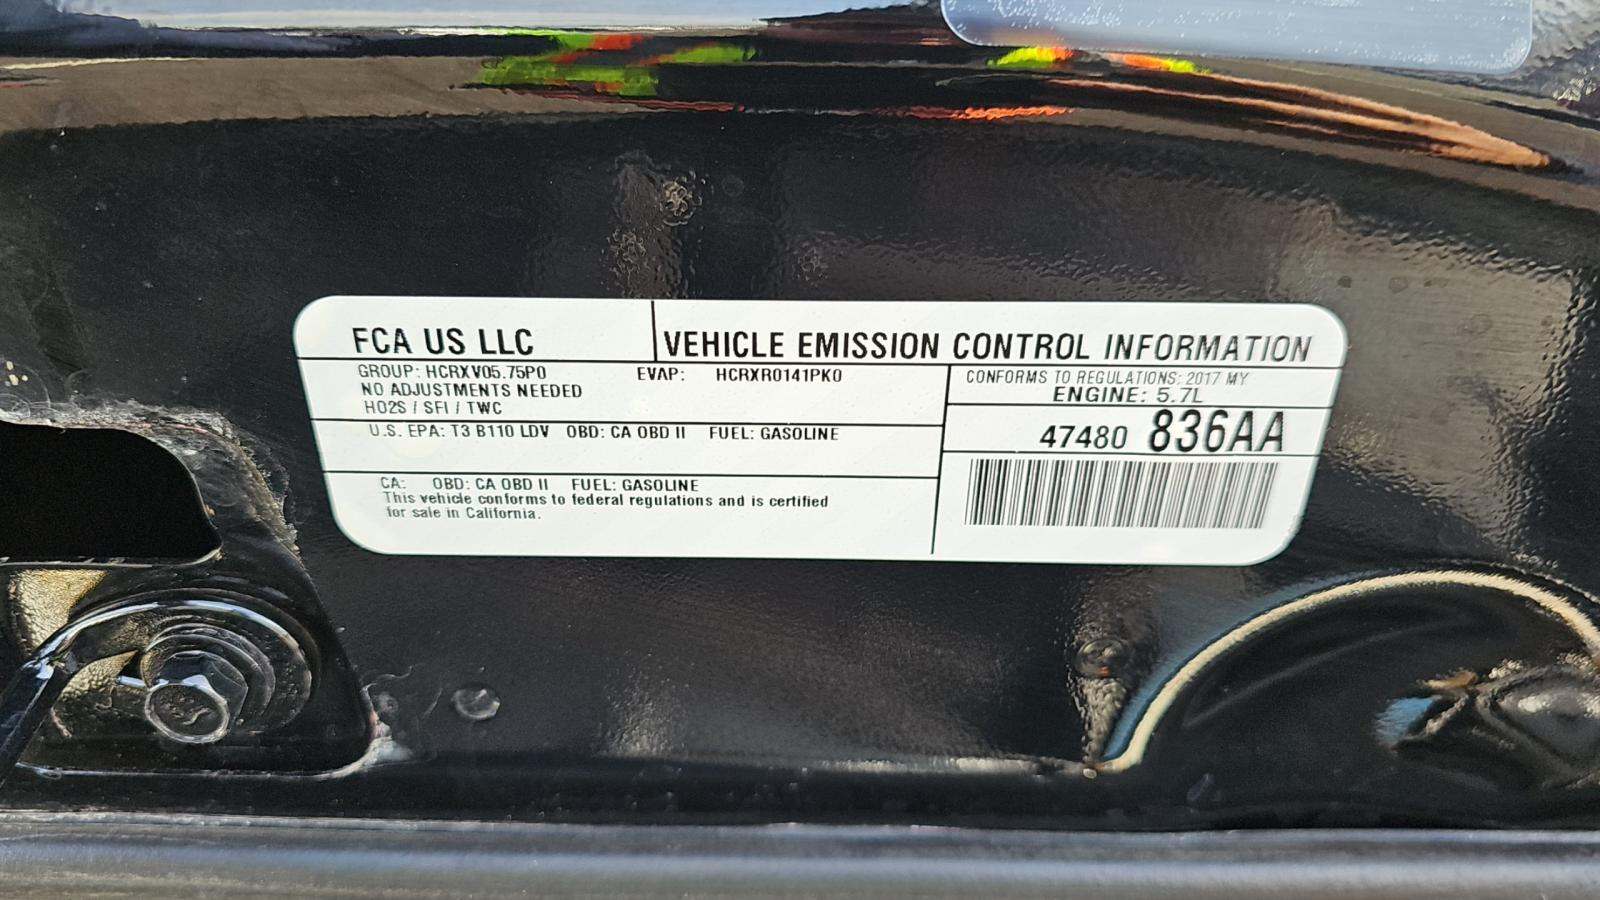 FCA US LLC
VEHICLE EMISSION CONTROL INFORMATION
GROUP: HCRXV05.75P0 EVAP: HCRXR0141PK0
NO ADJUSTMENTS NEEDED
HO2S / SFI / TWC
CONFORMS TO REGULATIONS: 2017 MY
ENGINE: 5.7L
U.S. EPA: T3 B110 LDV OBD: CA OBD II FUEL: GASOLINE
47480 836AA
CA: OBD: CA OBD II FUEL: GASOLINE
This vehicle conforms to federal regulations and is certified
for sale in California.